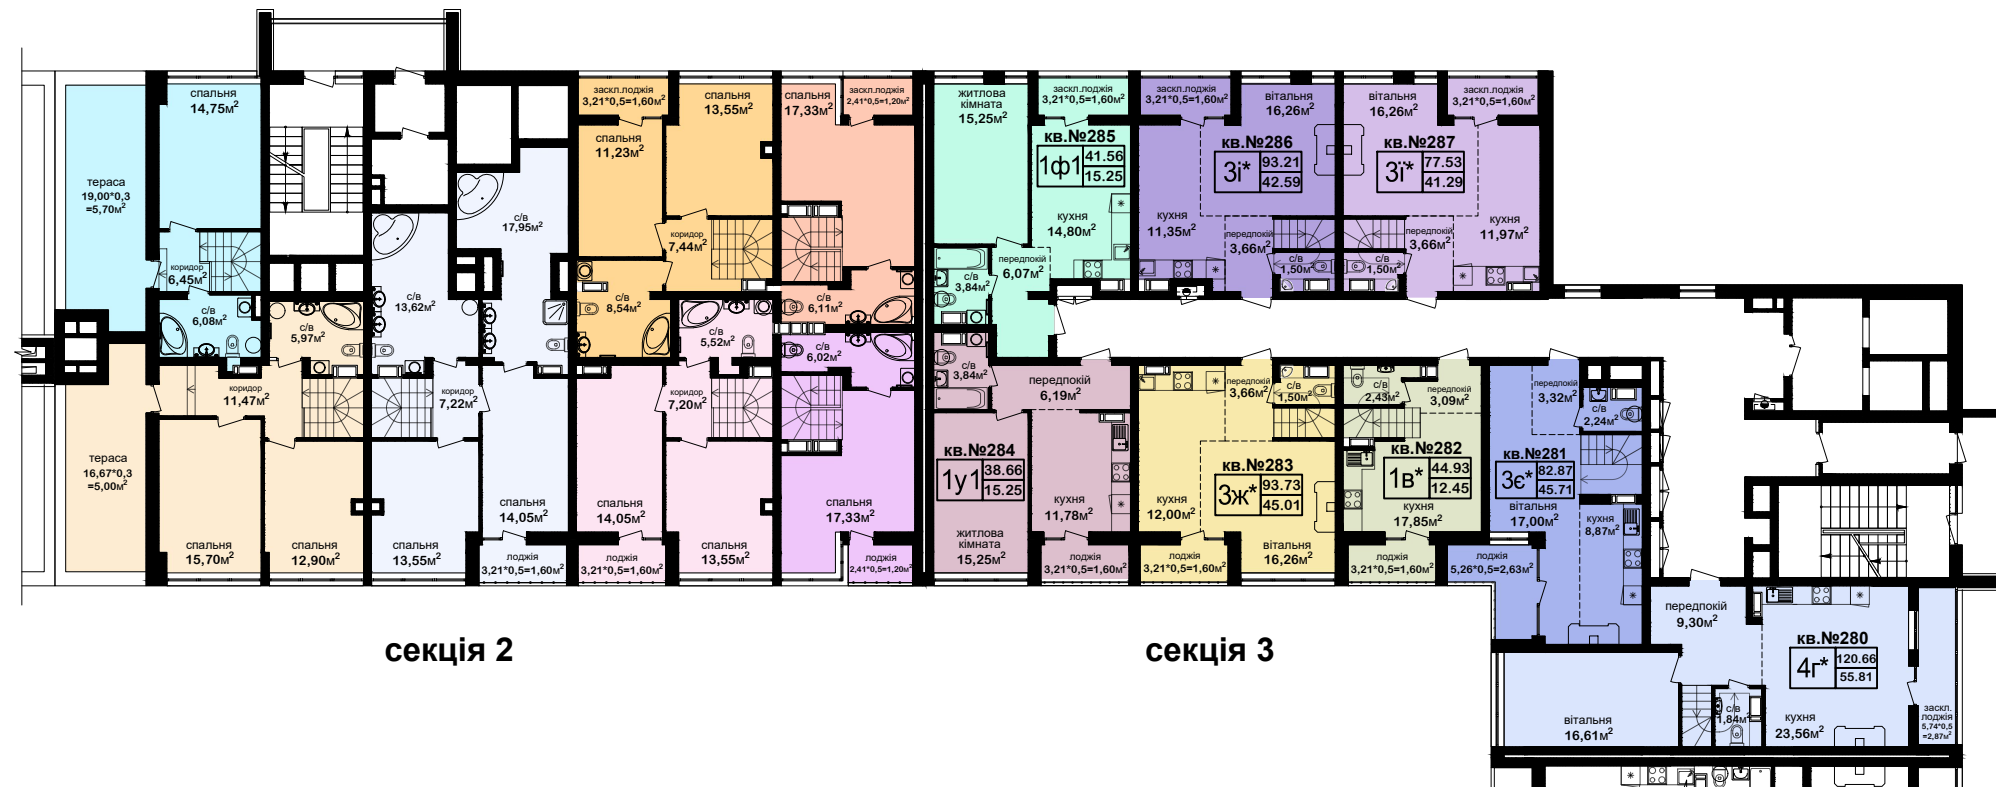 спальня
14,75м²
тераса
19,00*0,3
=5,70м²
коридор
6,45м²
с/в
6,08м²
с/в
5,97м²
коридор
11,47м²
тераса
16,67*0,3
=5,00м²
спальня
15,70м²
спальня
12,90м²
с/в
13,62м²
с/в
17,95м²
коридор
7,22м²
спальня
13,55м²
спальня
14,05м²
лоджія
3,21*0,5=1,60м²
заскл.лоджія
3,21*0,5=1,60м²
спальня
11,23м²
спальня
13,55м²
коридор
7,44м²
с/в
8,54м²
с/в
5,52м²
коридор
7,20м²
спальня
14,05м²
лоджія
3,21*0,5=1,60м²
спальня
13,55м²
спальня
17,33м²
заскл.лоджія
2,41*0,5=1,20м²
с/в
6,11м²
с/в
6,02м²
спальня
17,33м²
лоджія
2,41*0,5=1,20м²
житлова
кімната
15,25м²
заскл.лоджія
3,21*0,5=1,60м²
кв.№285
1ф1
41.56
15.25
кухня
14,80м²
передпокій
6,07м²
с/в
3,84м²
с/в
3,84м²
передпокій
6,19м²
кв.№284
1у1
38.66
15.25
кухня
11,78м²
житлова
кімната
15,25м²
лоджія
3,21*0,5=1,60м²
заскл.лоджія
3,21*0,5=1,60м²
вітальня
16,26м²
кв.№286
3і*
93.21
42.59
кухня
11,35м²
передпокій
3,66м²
с/в
1,50м²
вітальня
16,26м²
заскл.лоджія
3,21*0,5=1,60м²
кв.№287
3ї*
77.53
41.29
передпокій
3,66м²
кухня
11,97м²
с/в
1,50м²
передпокій
3,66м²
с/в
1,50м²
кв.№283
3ж*
93.73
45.01
кухня
12,00м²
вітальня
16,26м²
лоджія
3,21*0,5=1,60м²
с/в
2,43м²
передпокій
3,09м²
кв.№282
1в*
44.93
12.45
кухня
17,85м²
лоджія
3,21*0,5=1,60м²
передпокій
3,32м²
с/в
2,24м²
кв.№281
3є*
82.87
45.71
вітальня
17,00м²
кухня
8,87м²
лоджія
5,26*0,5=2,63м²
передпокій
9,30м²
кв.№280
4г*
120.66
55.81
вітальня
16,61м²
с/в
1,84м²
кухня
23,56м²
заскл.
лоджія
5,74*0,5
=2,87м²
секція 2
секція 3